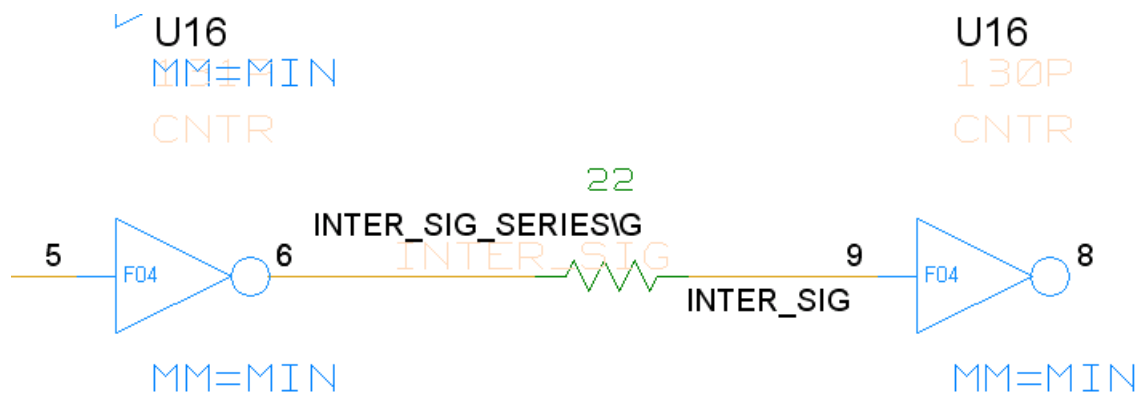 U16
U16
MM=MIN
130P
CNTR
CNTR
22
INTER_SIG_SERIES\G
INTER_SIG
5
F04
6
9
F04
8
INTER_SIG
MM=MIN
MM=MIN